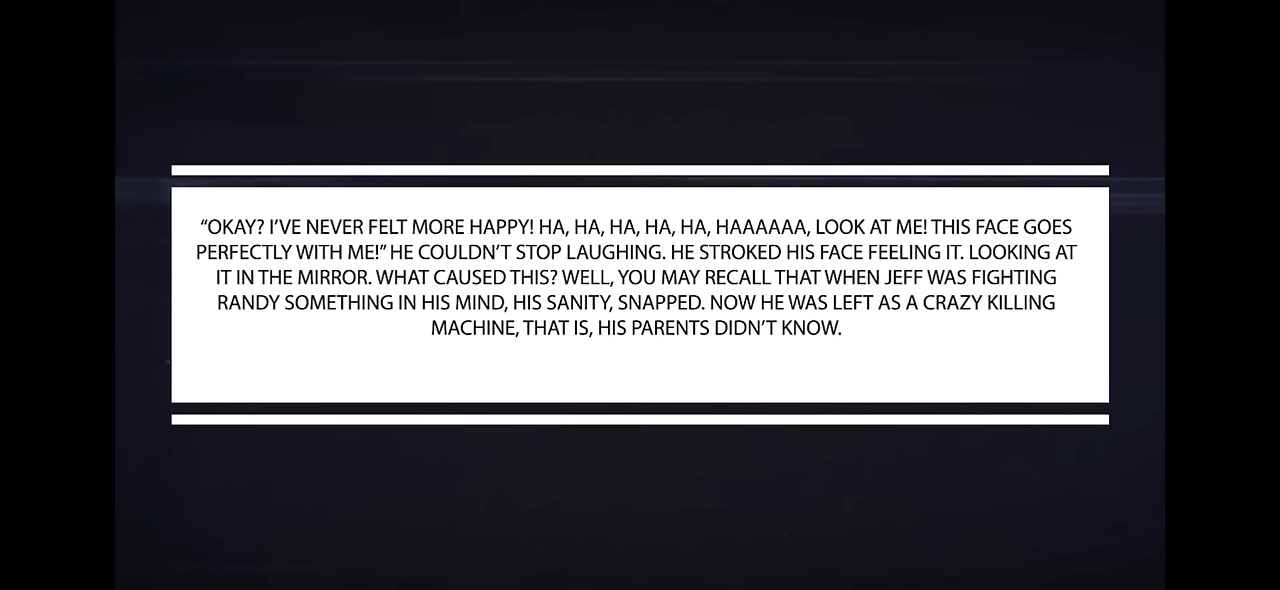 “OKAY? I’VE NEVER FELT MORE HAPPY! HA, HA, HA, HA, HA, HAAAAAA, LOOK AT ME! THIS FACE GOES
PERFECTLY WITH ME!” HE COULDN’T STOP LAUGHING. HE STROKED HIS FACE FEELING IT. LOOKING AT
IT IN THE MIRROR. WHAT CAUSED THIS? WELL, YOU MAY RECALL THAT WHEN JEFF WAS FIGHTING
RANDY SOMETHING IN HIS MIND, HIS SANITY, SNAPPED. NOW HE WAS LEFT AS A CRAZY KILLING
MACHINE, THAT IS, HIS PARENTS DIDN’T KNOW.